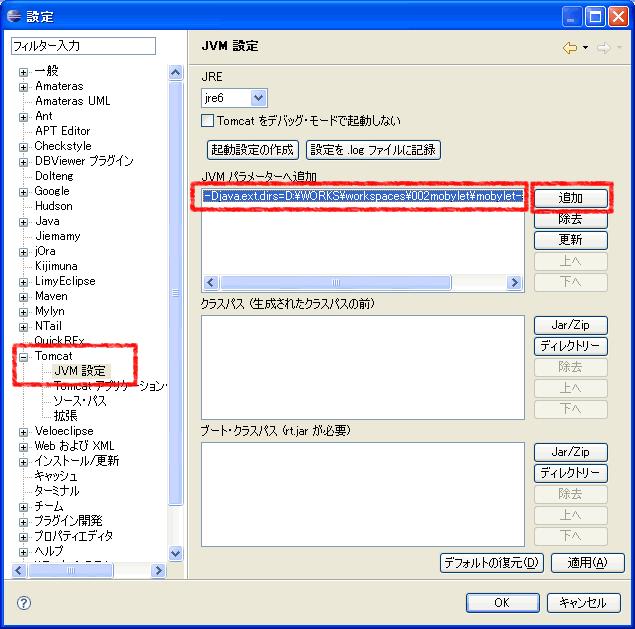 設定
フィルター入力
一般
Amateras
Amateras UML
Ant
APT Editor
Checkstyle
DBViewer プラグイン
Dolteng
Google
Hudson
Java
Jiemamy
jOra
Kijimuna
LimyEclipse
Maven
Mylyn
NTail
QuickREx
Tomcat
JVM 設定
Tomcat アプリケーション・
ソース・パス
拡張
Veloeclipse
Web および XML
インストール/更新
キャッシュ
ターミナル
チーム
プラグイン開発
プロパティエディタ
ヘルプ
JVM 設定
JRE
jre6
Tomcat をデバッグ・モードで起動しない
起動設定の作成 設定を .log ファイルに記録
JVM パラメーターへ追加
-Djava.ext.dirs=D:¥WORKS¥workspaces¥002mobylet¥mobylet-
追加
除去
更新
上へ
下へ
クラスパス (生成されたクラスパスの前)
Jar/Zip
ディレクトリー
除去
上へ
下へ
ブート・クラスパス (rt.jar が必要)
Jar/Zip
ディレクトリー
除去
上へ
下へ
デフォルトの復元(D) 適用(A)
OK キャンセル